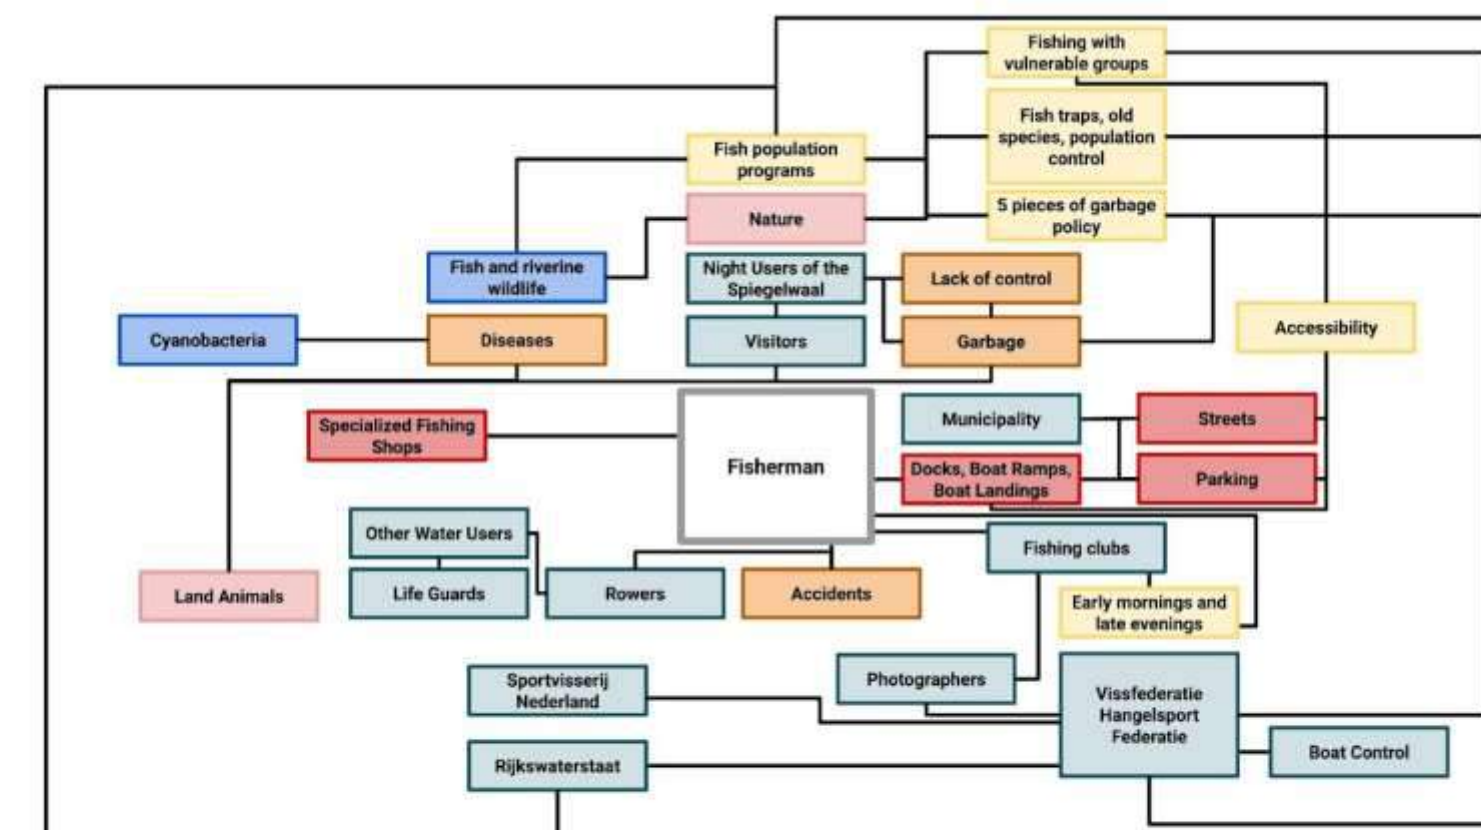 Fishing with
vulnerable groups
Fish traps, old
species, population
control
Fish population
programs
5 pieces of garbage
policy
Nature
Fish and riverine
wildlife
Night Users of the
Spiegelwaal
Lack of control
Cyanobacteria
Diseases
Visitors
Garbage
Accessibility
Specialized Fishing
Shops
Fisherman
Municipality
Streets
Docks, Boat Ramps,
Boat Landings
Parking
Other Water Users
Fishing clubs
Land Animals
Life Guards
Rowers
Accidents
Early mornings and
late evenings
Sportvisserij
Nederland
Photographers
Vissfederatie
Hangelsport
Federatie
Rijkswaterstaat
Boat Control